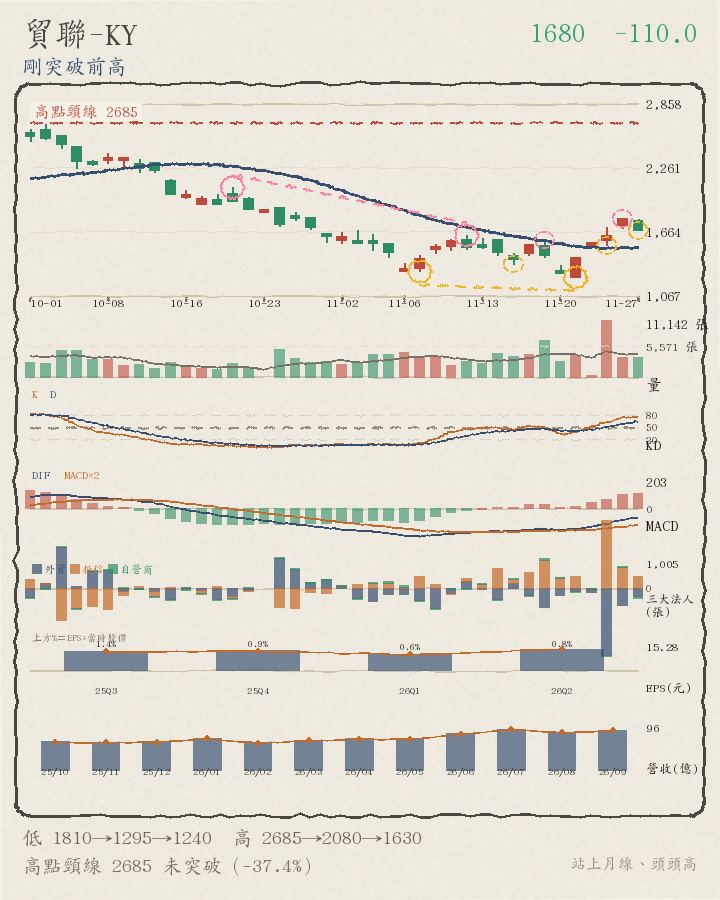 貿聯-KY
1680 -110.0
剛突破前高
高點頸線 2685
2,858
2,261
1,664
1,067
10-01 10-08 10-16 10-23 11-02 11-06 11-13 11-20 11-27
11,142 張
5,571 張
量
K D
80
50
20
KD
DIF MACD×2
203
0
MACD
外資 投信 自營商
1,005
0
三大法人
(張)
上方%=EPS÷當時股價
1.4% 0.9% 0.6% 0.8%
15.28
25Q3 25Q4 26Q1 26Q2
EPS(元)
96
25/10 25/11 25/12 26/01 26/02 26/03 26/04 26/05 26/06 26/07 26/08 26/09
營收(億)
低 1810→1295→1240 高 2685→2080→1630
高點頸線 2685 未突破 (-37.4%)
站上月線、頭頭高